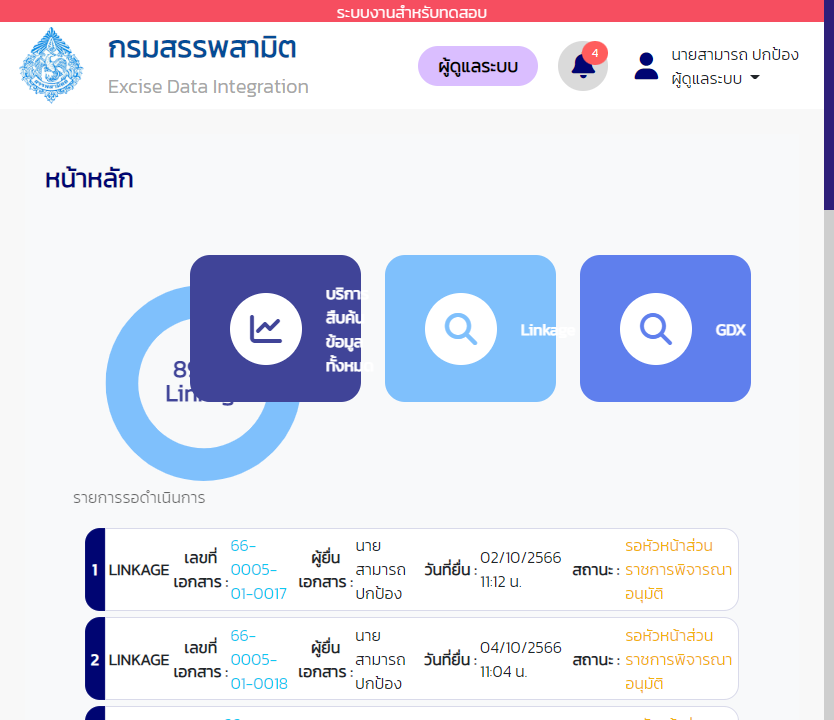 ระบบงานสำหรับทดสอบ
กรมสรรพสามิต
Excise Data Integration
ผู้ดูแลระบบ
4
นายสามารถ ปกป้อง
ผู้ดูแลระบบ
หน้าหลัก
บริการ
สืบค้น
ข้อมูล
ทั้งหมด
Linkage
GDX
รายการรอดำเนินการ
1 LINKAGE เลขที่เอกสาร : 66-0005-01-0017 ผู้ยื่นเอกสาร : นายสามารถ ปกป้อง วันที่ยื่น : 02/10/2566 11:12 น. สถานะ : รอหัวหน้าส่วนราชการพิจารณาอนุมัติ
2 LINKAGE เลขที่เอกสาร : 66-0005-01-0018 ผู้ยื่นเอกสาร : นายสามารถ ปกป้อง วันที่ยื่น : 04/10/2566 11:04 น. สถานะ : รอหัวหน้าส่วนราชการพิจารณาอนุมัติ